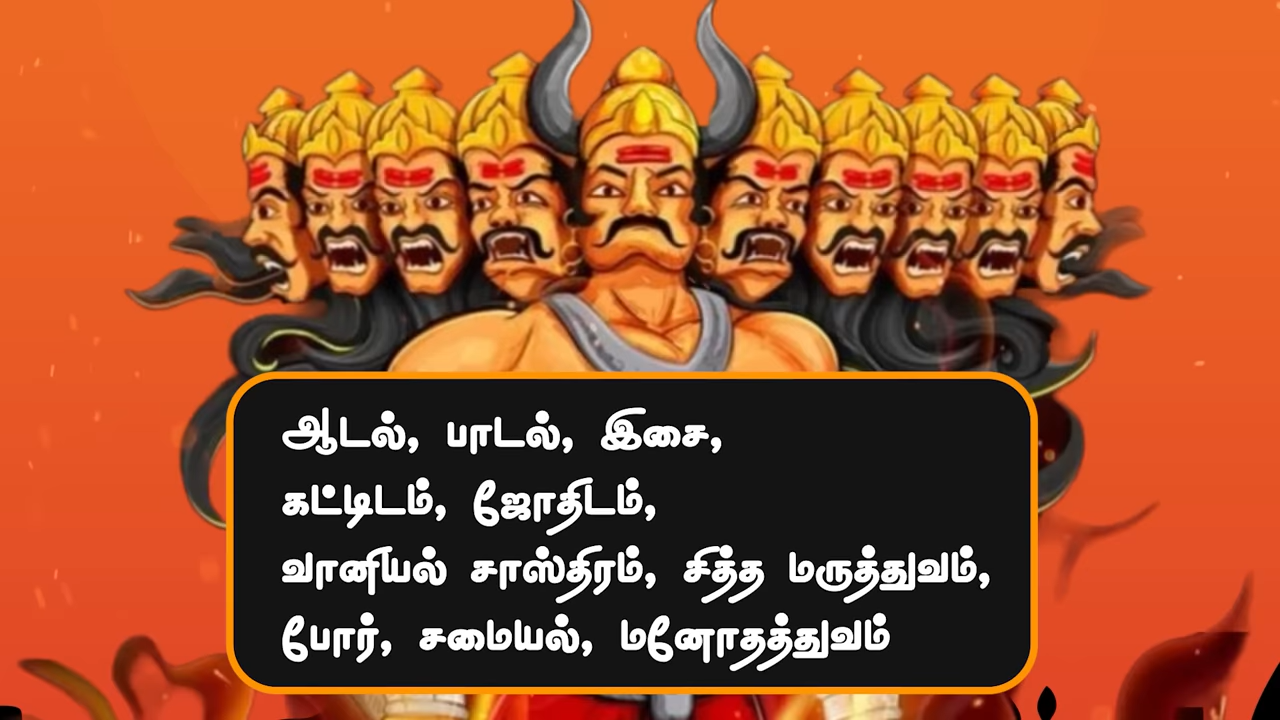 ஆடல், பாடல், இசை,
கட்டிடம், ஜோதிடம்,
வானியல் சாஸ்திரம், சித்த மருத்துவம்,
போர், சமையல், மனோதத்துவம்